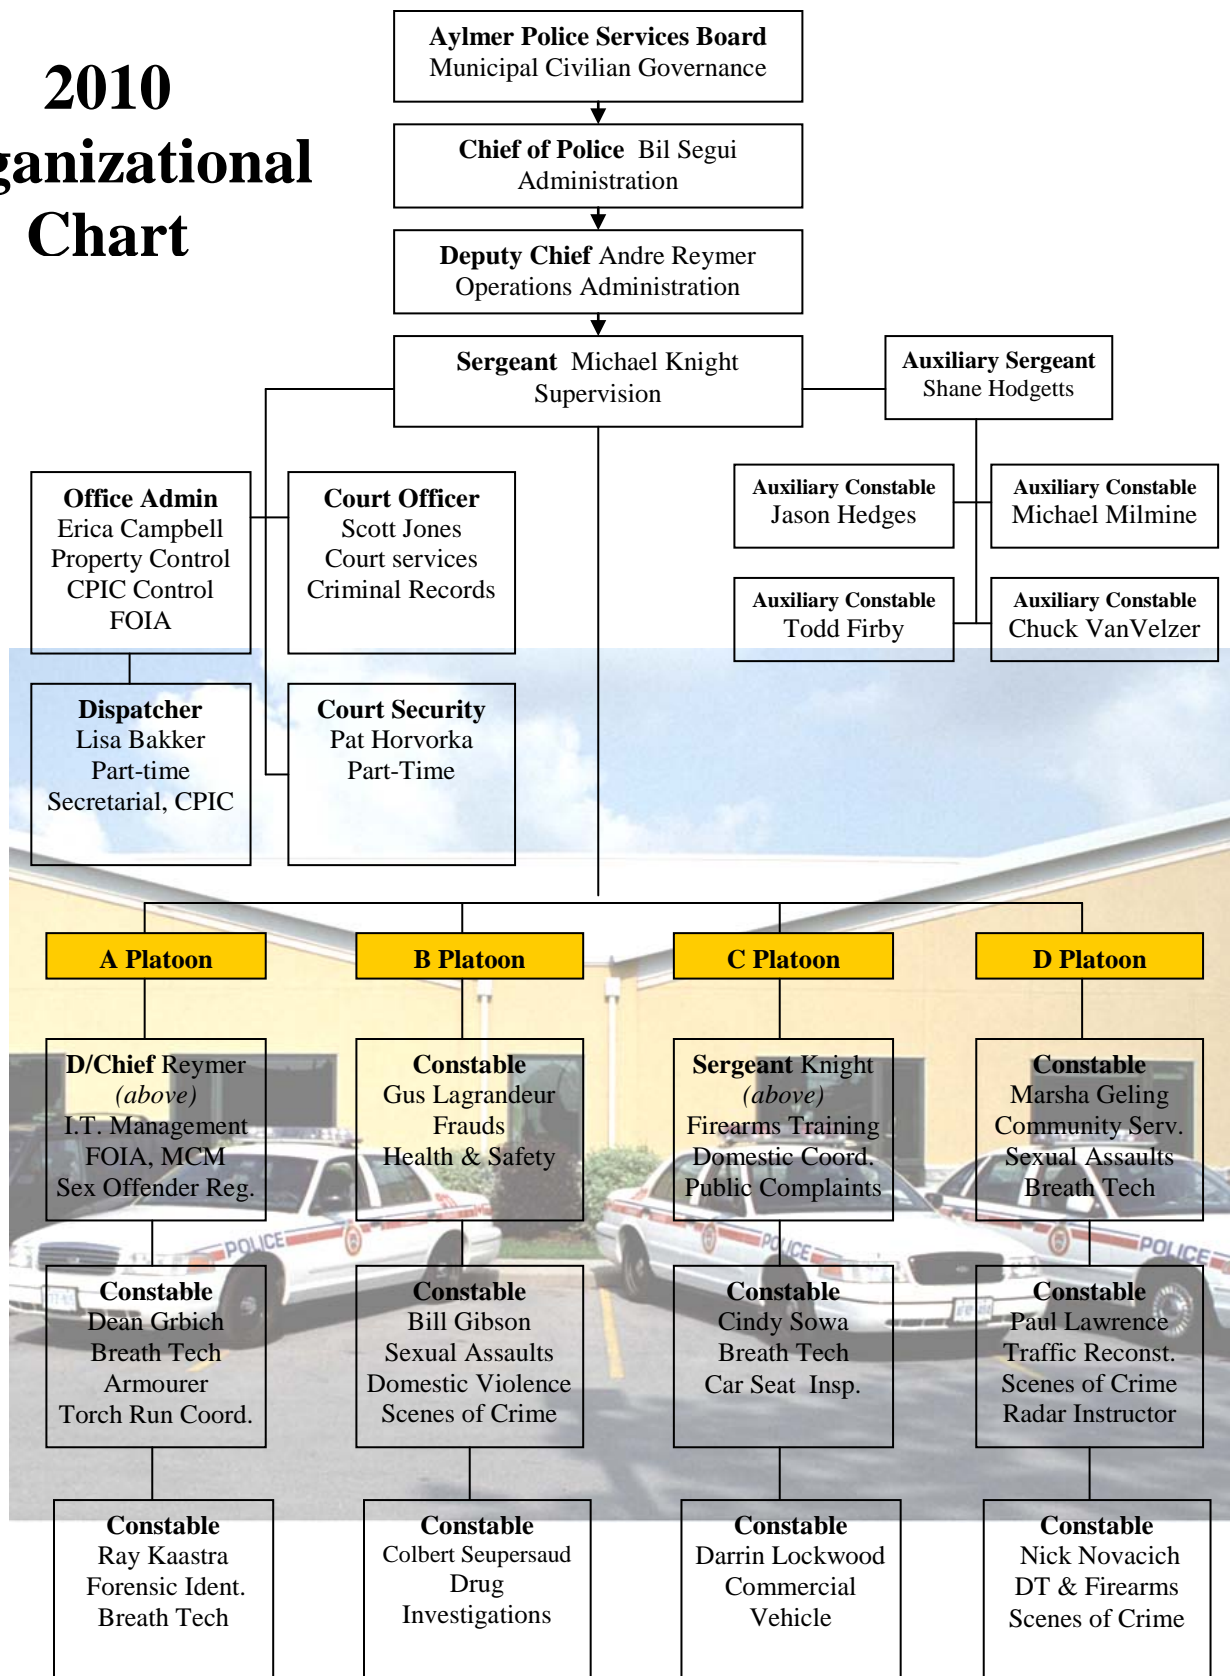 2010
ganizational
Chart
Aylmer Police Services Board
Municipal Civilian Governance
Chief of Police Bil Segui
Administration
Deputy Chief Andre Reymer
Operations Administration
Sergeant Michael Knight
Supervision
Auxiliary Sergeant
Shane Hodgetts
Office Admin
Erica Campbell
Property Control
CPIC Control
FOIA
Court Officer
Scott Jones
Court services
Criminal Records
Auxiliary Constable
Jason Hedges
Auxiliary Constable
Michael Milmine
Auxiliary Constable
Todd Firby
Auxiliary Constable
Chuck VanVelzer
Dispatcher
Lisa Bakker
Part-time
Secretarial, CPIC
Court Security
Pat Horvorka
Part-Time
A Platoon
B Platoon
C Platoon
D Platoon
D/Chief Reymer
(above)
I.T. Management
FOIA, MCM
Sex Offender Reg.
Constable
Gus Lagrandeur
Frauds
Health & Safety
Sergeant Knight
(above)
Firearms Training
Domestic Coord.
Public Complaints
Constable
Marsha Geling
Community Serv.
Sexual Assaults
Breath Tech
POLICE
POLICE
POLICE
Constable
Dean Grbich
Breath Tech
Armourer
Torch Run Coord.
Constable
Bill Gibson
Sexual Assaults
Domestic Violence
Scenes of Crime
Constable
Cindy Sowa
Breath Tech
Car Seat Insp.
Constable
Paul Lawrence
Traffic Reconst.
Scenes of Crime
Radar Instructor
Constable
Ray Kaastra
Forensic Ident.
Breath Tech
Constable
Colbert Seupersaud
Drug
Investigations
Constable
Darrin Lockwood
Commercial
Vehicle
Constable
Nick Novacich
DT & Firearms
Scenes of Crime